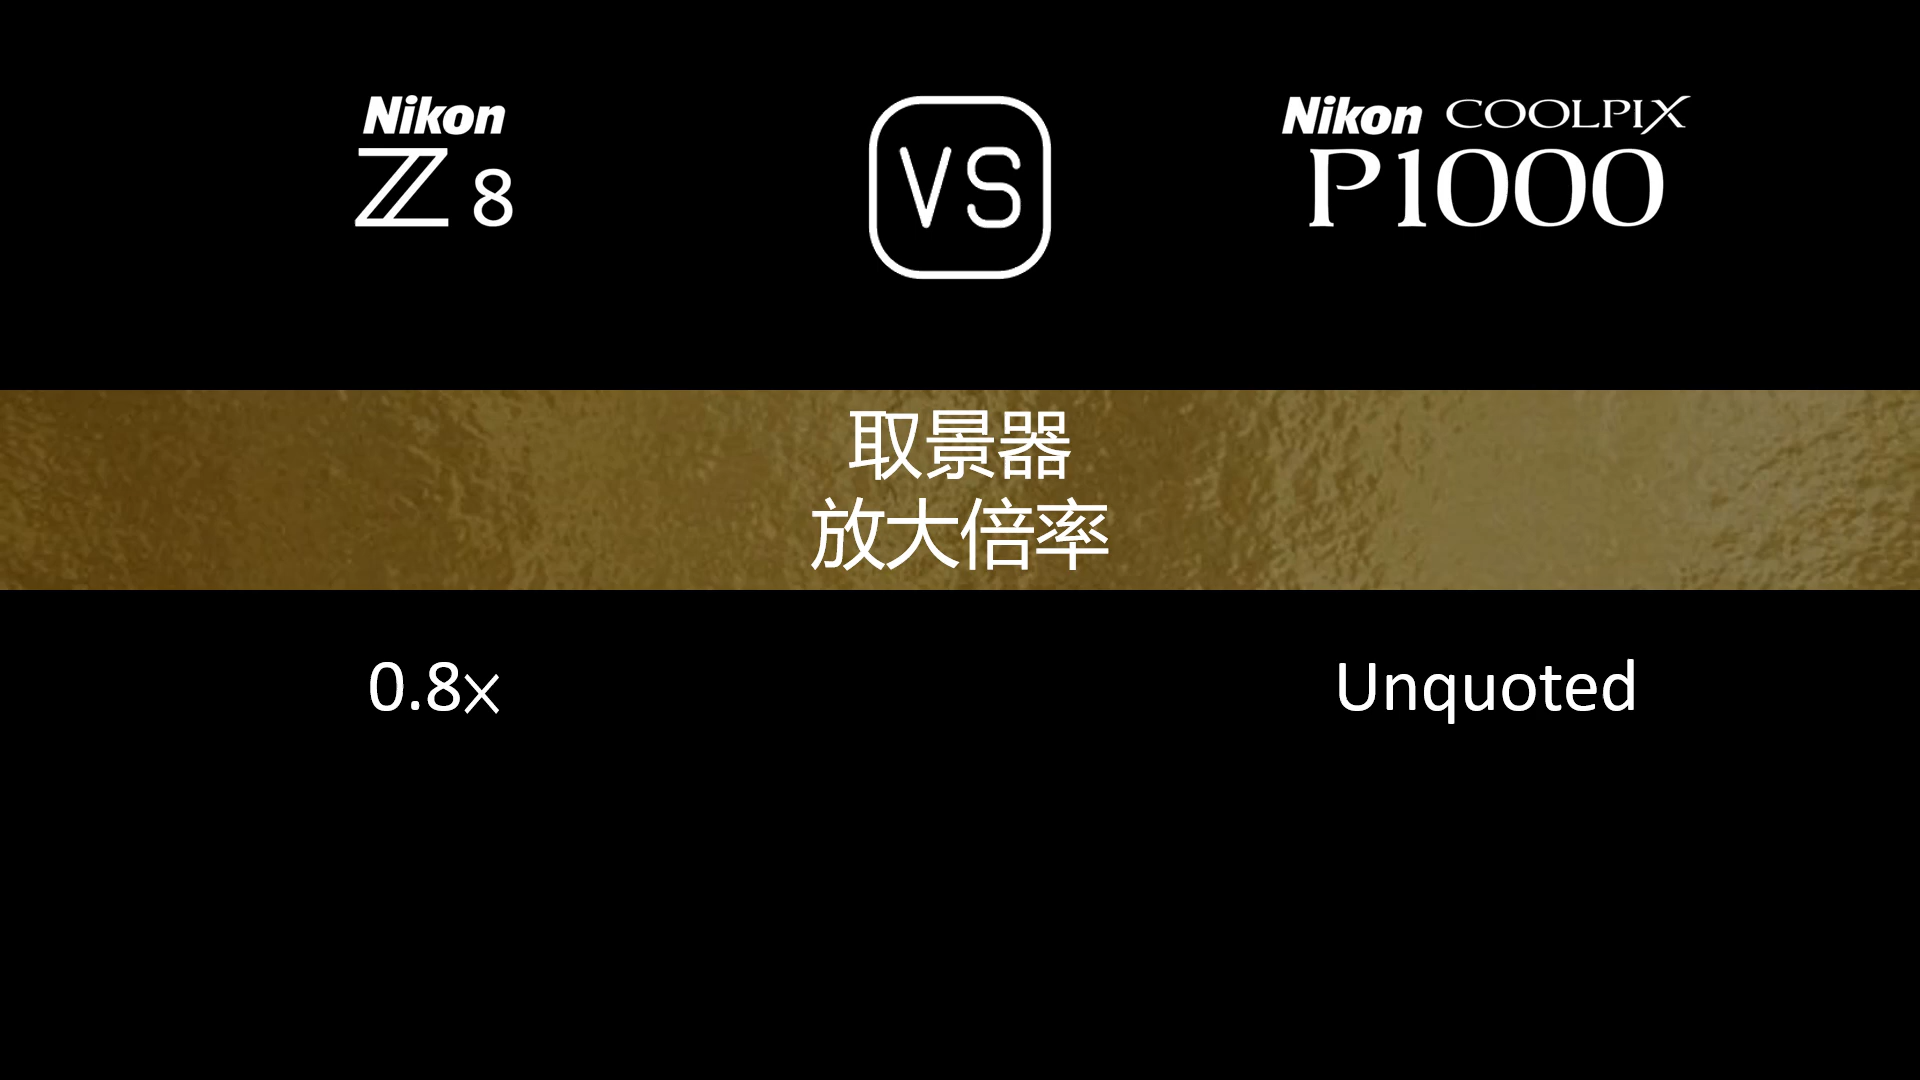 Nikon
Z 8
VS
Nikon COOLPIX
P1000
取景器
放大倍率
0.8x
Unquoted